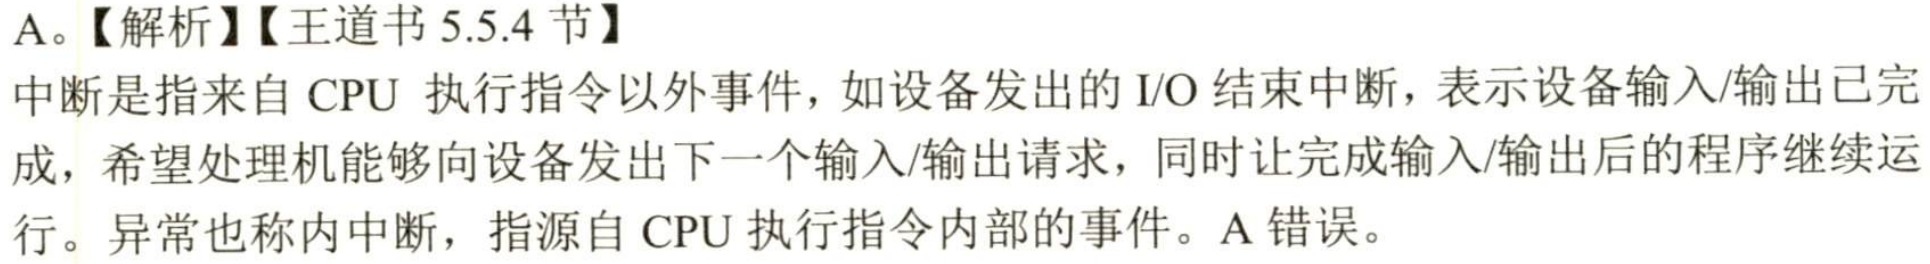 A。【解析】【王道书 5.5.4 节】
中断是指来自 CPU 执行指令以外事件，如设备发出的 I/O 结束中断，表示设备输入/输出已完
成，希望处理机能够向设备发出下一个输入/输出请求，同时让完成输入/输出后的程序继续运
行。异常也称内中断，指源自 CPU 执行指令内部的事件。A 错误。